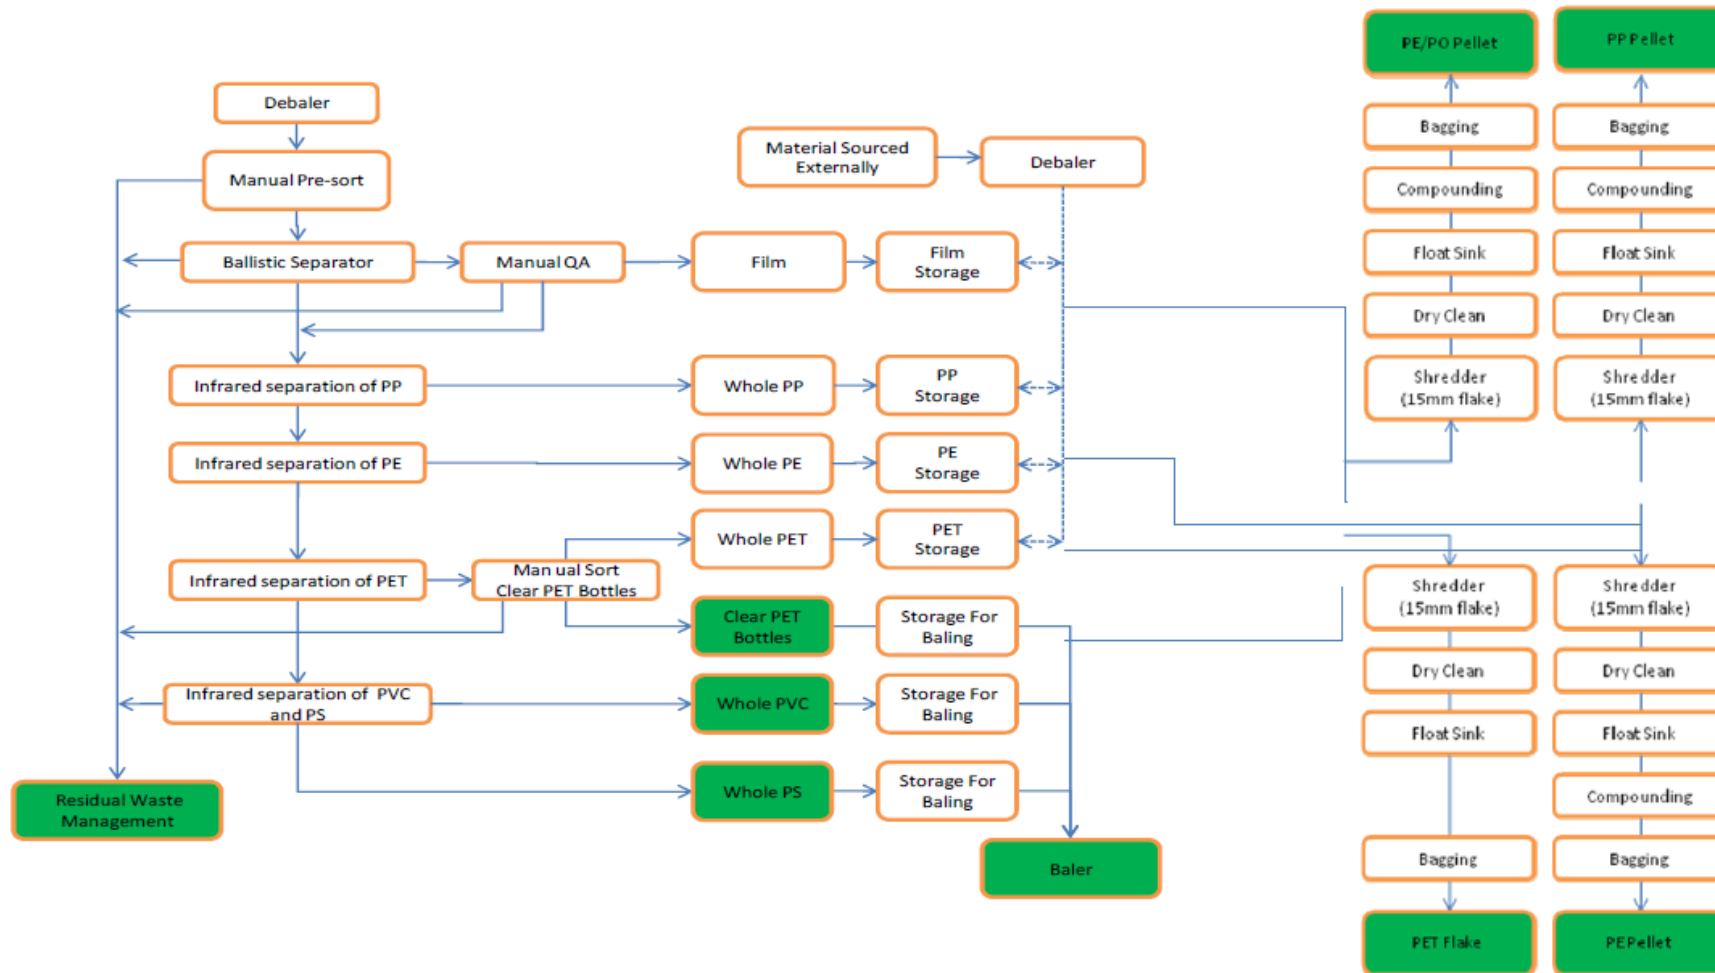 Debaler
Manual Pre-sort
Ballistic Separator
Manual QA
Film
Film
Storage
Material Sourced
Externally
Debaler
Infrared separation of PP
Whole PP
PP
Storage
Infrared separation of PE
Whole PE
PE
Storage
Infrared separation of PET
Manual Sort
Clear PET Bottles
Whole PET
PET
Storage
Clear PET
Bottles
Storage For
Baling
Infrared separation of PVC
and PS
Whole PVC
Storage For
Baling
Whole PS
Storage For
Baling
Residual Waste
Management
Baler
PE/PO Pellet
Bagging
Compounding
Float Sink
Dry Clean
Shredder
(15mm flake)
PP Pellet
Bagging
Compounding
Float Sink
Dry Clean
Shredder
(15mm flake)
Shredder
(15mm flake)
Dry Clean
Float Sink
Bagging
PET Flake
Shredder
(15mm flake)
Dry Clean
Float Sink
Compounding
Bagging
PE Pellet